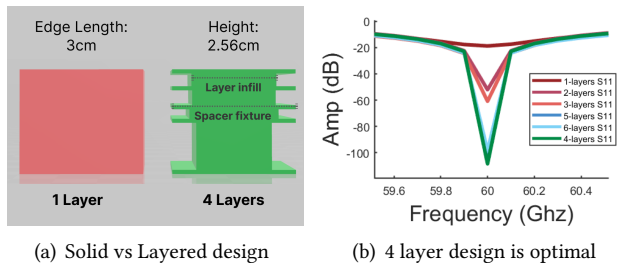 Edge Length:
3cm
Height:
2.56cm
Layer infill
Spacer fixture
1 Layer
4 Layers
(a) Solid vs Layered design
Amp (dB)
0
-20
-40
-60
-80
-100
59.6
59.8
60
60.2
60.4
Frequency (Ghz)
1-layers S11
2-layers S11
3-layers S11
5-layers S11
6-layers S11
4-layers S11
(b) 4 layer design is optimal